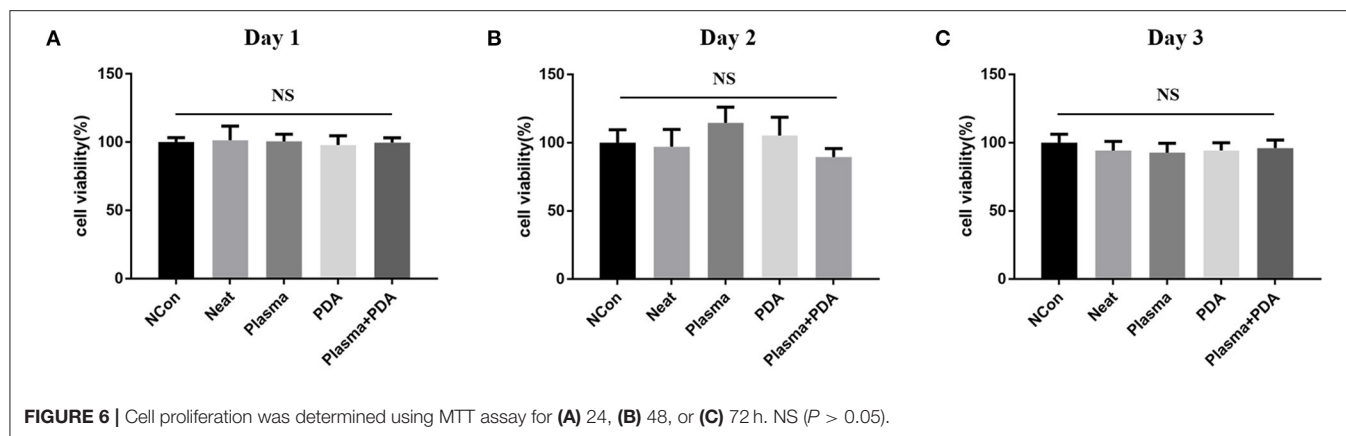 A
Day 1
150
100
50
0
cell viability(%)
NS
NCon
Neat
Plasma
PDA
Plasma+PDA
B
Day 2
150
100
50
0
cell viability(%)
NS
NCon
Neat
Plasma
PDA
Plasma+PDA
C
Day 3
150
100
50
0
cell viability(%)
NS
NCon
Neat
Plasma
PDA
Plasma+PDA
FIGURE 6 | Cell proliferation was determined using MTT assay for (A) 24, (B) 48, or (C) 72 h. NS (P > 0.05).